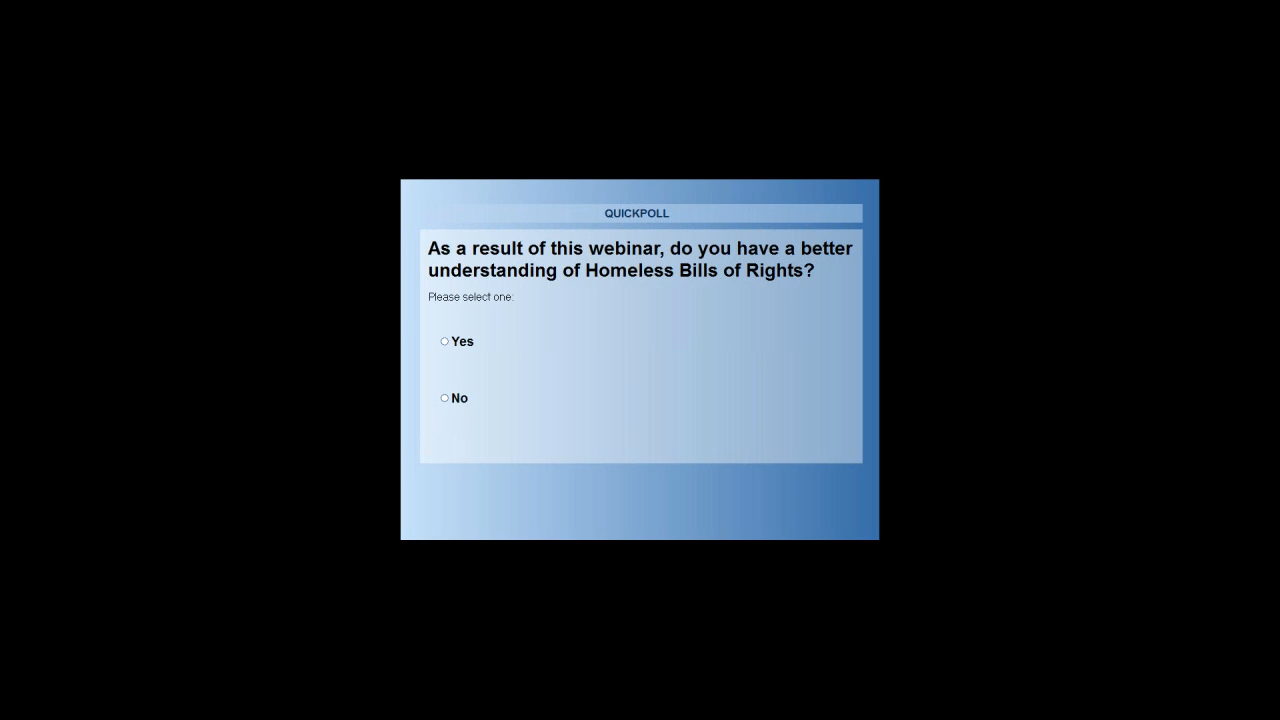 QUICKPOLL
As a result of this webinar, do you have a better
understanding of Homeless Bills of Rights?
Please select one:
Yes
No